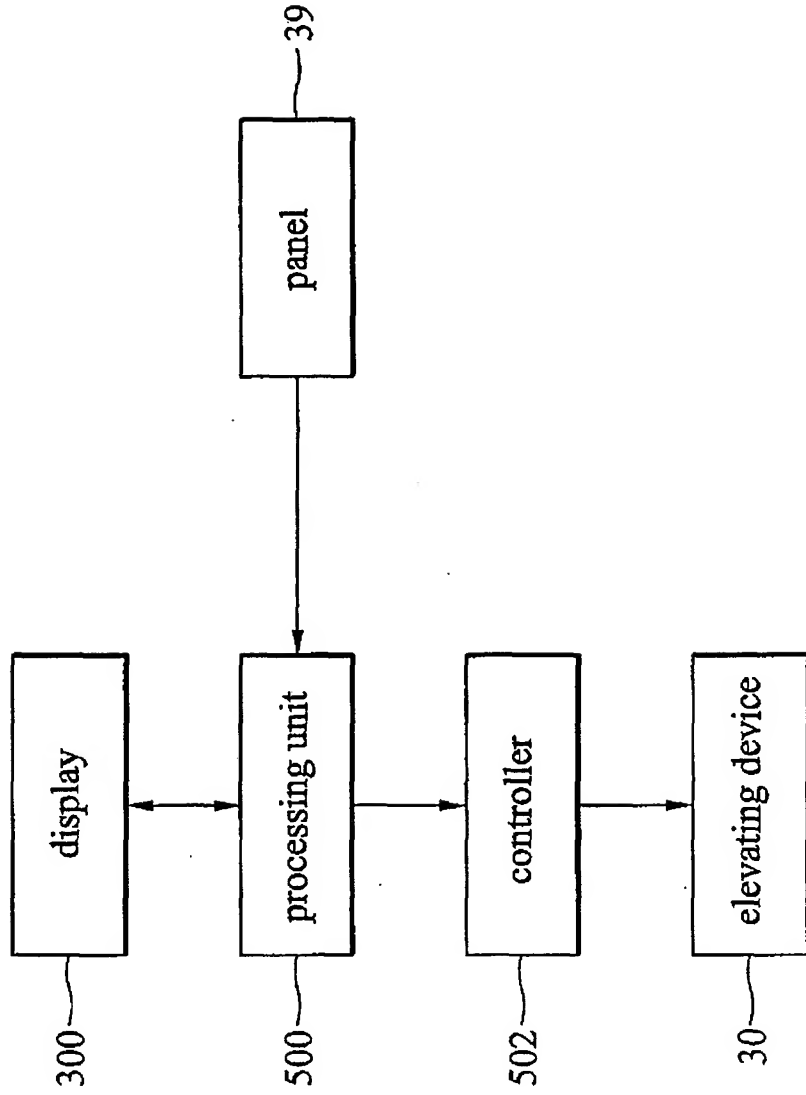 display
300
processing unit
500
panel
39
controller
502
elevating device
30